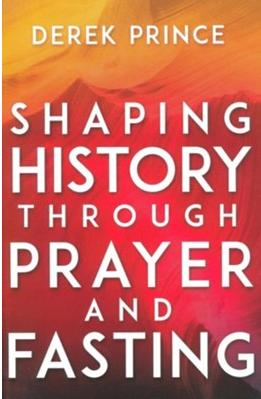 DEREK PRINCE
SHAPING
HISTORY
THROUGH
PRAYER
AND
FASTING